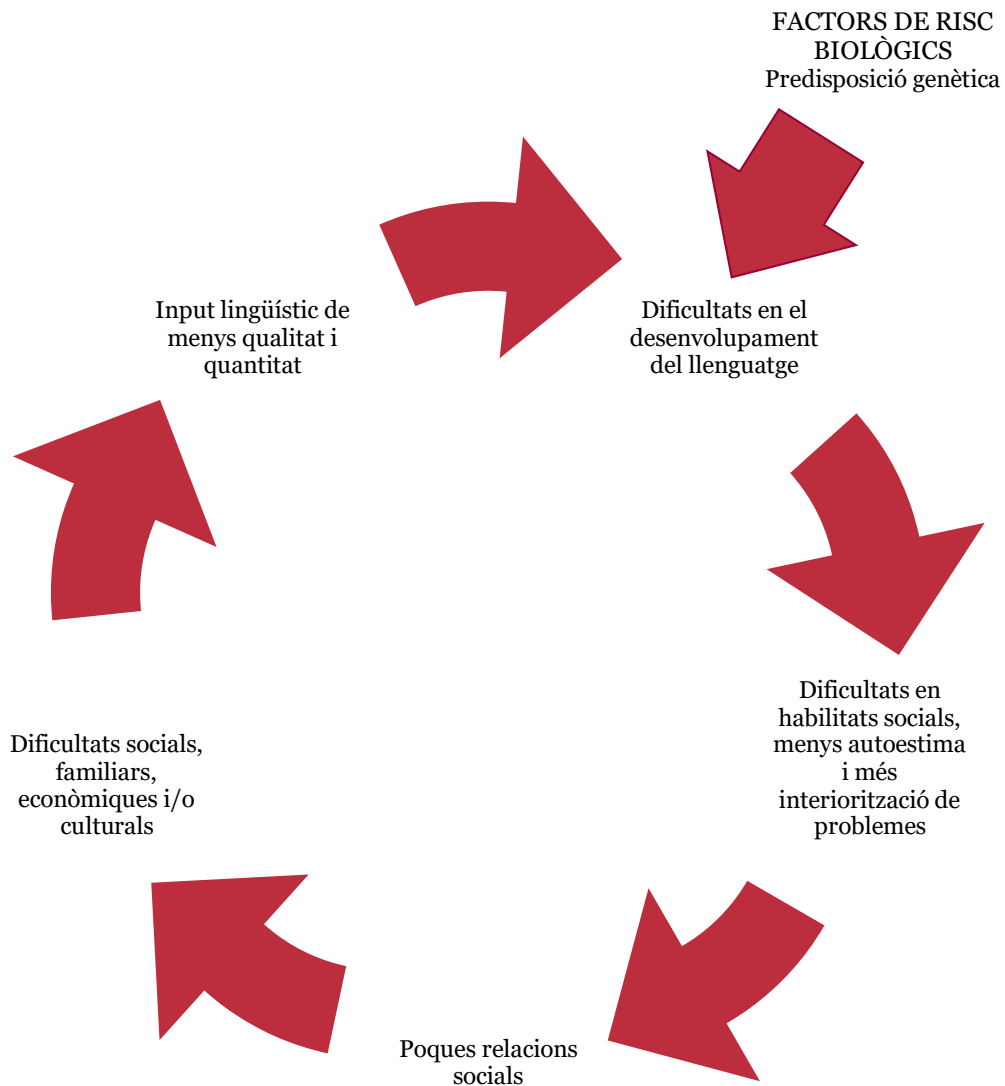 FACTORS DE RISC
BIOLÒGICS
Predisposició genètica
Input lingüístic de
menys qualitat i
quantitat
Dificultats en el
desenvolupament
del llenguatge
Dificultats en
habilitats socials,
menys autoestima
i més
interiorització de
problemes
Dificultats socials,
familiars,
econòmiques i/o
culturals
Poques relacions
socials